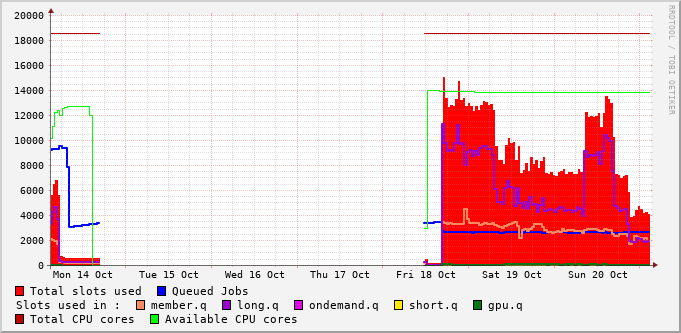 20000
18000
16000
14000
12000
10000
8000
6000
4000
2000
0
Mon 14 Oct Tue 15 Oct Wed 16 Oct Thu 17 Oct Fri 18 Oct Sat 19 Oct Sun 20 Oct
RRDTOOL / TOBI OETIKER
Total slots used Queued Jobs
Slots used in : member.q long.q ondemand.q short.q gpu.q
Total CPU cores Available CPU cores